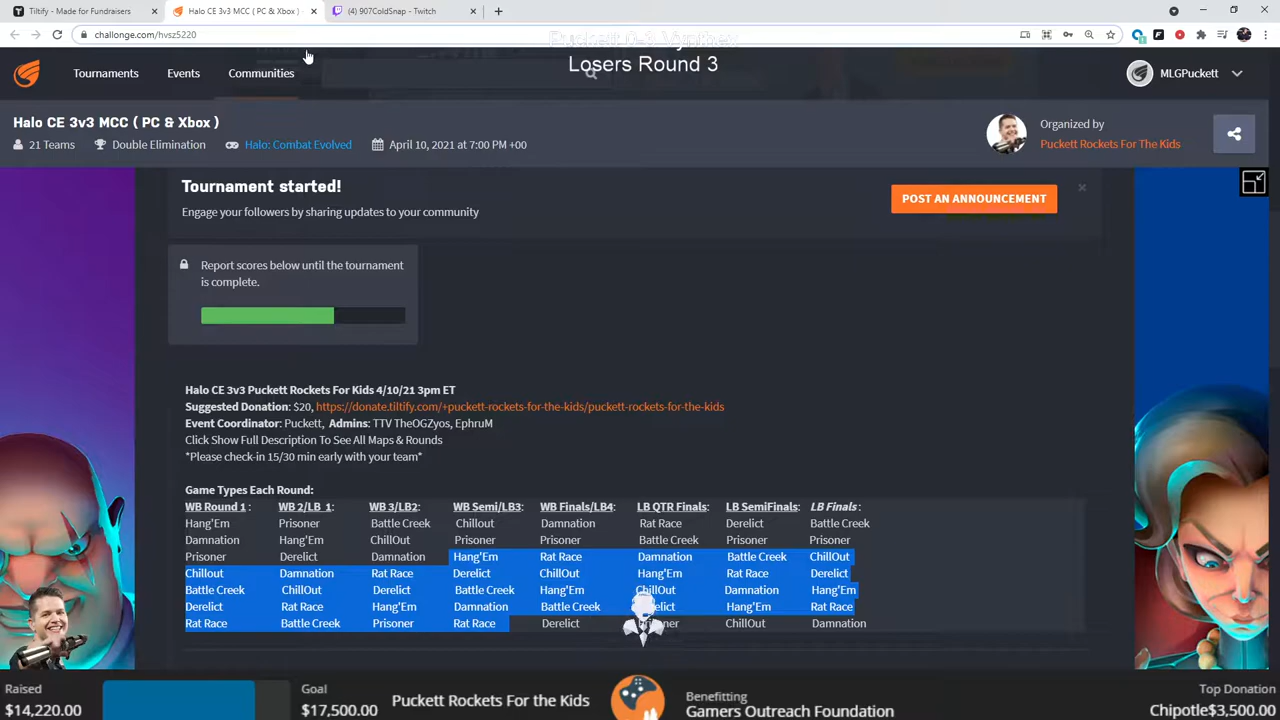 Tiltify - Made for Fundraisers
Halo CE 3v3 MCC ( PC & Xbox ) -
(4) 907ColdSnap - Twitch
challonge.com/hvsz5220
Losers Round 3
Tournaments
Events
Communities
MLGPuckett
Halo CE 3v3 MCC ( PC & Xbox )
21 Teams
Double Elimination
Halo: Combat Evolved
April 10, 2021 at 7:00 PM +00
Organized by
Puckett Rockets For The Kids
Tournament started!
Engage your followers by sharing updates to your community
POST AN ANNOUNCEMENT
Report scores below until the tournament
is complete.
Halo CE 3v3 Puckett Rockets For Kids 4/10/21 3pm ET
Suggested Donation: $20, https://donate.tiltify.com/+puckett-rockets-for-the-kids/puckett-rockets-for-the-kids
Event Coordinator: Puckett, Admins: TTV TheOGZyos, EphruM
Click Show Full Description To See All Maps & Rounds
*Please check-in 15/30 min early with your team*
Game Types Each Round:
WB Round 1 : WB 2/LB 1: WB 3/LB2: WB Semi/LB3: WB Finals/LB4: LB QTR Finals: LB SemiFinals: LB Finals :
Hang'Em Prisoner Battle Creek Chillout Damnation Rat Race Derelict Battle Creek
Damnation Hang'Em ChillOut Prisoner Prisoner Battle Creek Prisoner Prisoner
Prisoner Derelict Damnation Hang'Em Rat Race Damnation Battle Creek ChillOut
Chillout Damnation Rat Race Derelict ChillOut Hang'Em Rat Race Derelict
Battle Creek ChillOut Derelict Battle Creek Hang'Em ChillOut Damnation Hang'Em
Derelict Rat Race Hang'Em Damnation Battle Creek Hang'Em Rat Race
Rat Race Battle Creek Prisoner Rat Race Derelict ChillOut Damnation
Raised
$14,220.00
Goal
$17,500.00
Puckett Rockets For the Kids
Benefitting
Gamers Outreach Foundation
Top Donation
Chipotle$3,500.00